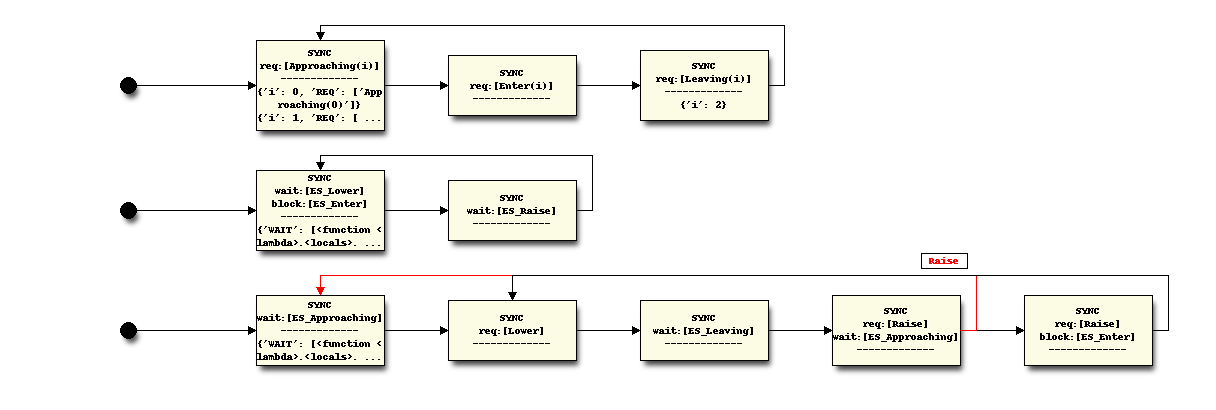 SYNC
req:[Approaching(i)]
-------------
{'i': 0, 'REQ': ['App
roaching(0)']}
{'i': 1, 'REQ': [ ...
SYNC
req:[Enter(i)]
-------------
SYNC
req:[Leaving(i)]
-------------
{'i': 2}
SYNC
wait:[ES_Lower]
block:[ES_Enter]
-------------
{'WAIT': [<function <
lambda>.<locals>. ...
SYNC
wait:[ES_Raise]
-------------
Raise
SYNC
wait:[ES_Approaching]
-------------
{'WAIT': [<function <
lambda>.<locals>. ...
SYNC
req:[Lower]
-------------
SYNC
wait:[ES_Leaving]
-------------
SYNC
req:[Raise]
wait:[ES_Approaching]
-------------
SYNC
req:[Raise]
block:[ES_Enter]
-------------